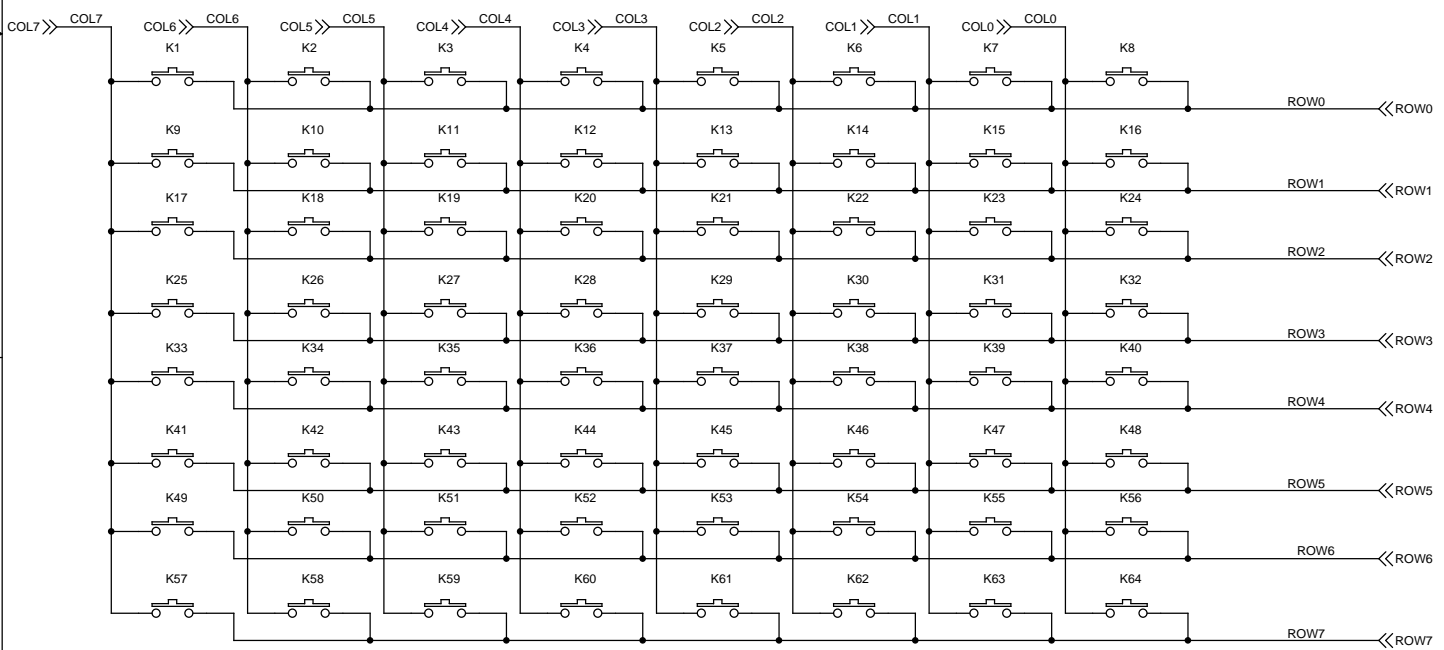 COL7 COL7 COL6 COL6 COL5 COL5 COL4 COL4 COL3 COL3 COL2 COL2 COL1 COL1 COL0 COL0
K1 K2 K3 K4 K5 K6 K7 K8
ROW0 ROW0
K9 K10 K11 K12 K13 K14 K15 K16
ROW1 ROW1
K17 K18 K19 K20 K21 K22 K23 K24
ROW2 ROW2
K25 K26 K27 K28 K29 K30 K31 K32
ROW3 ROW3
K33 K34 K35 K36 K37 K38 K39 K40
ROW4 ROW4
K41 K42 K43 K44 K45 K46 K47 K48
ROW5 ROW5
K49 K50 K51 K52 K53 K54 K55 K56
ROW6 ROW6
K57 K58 K59 K60 K61 K62 K63 K64
ROW7 ROW7